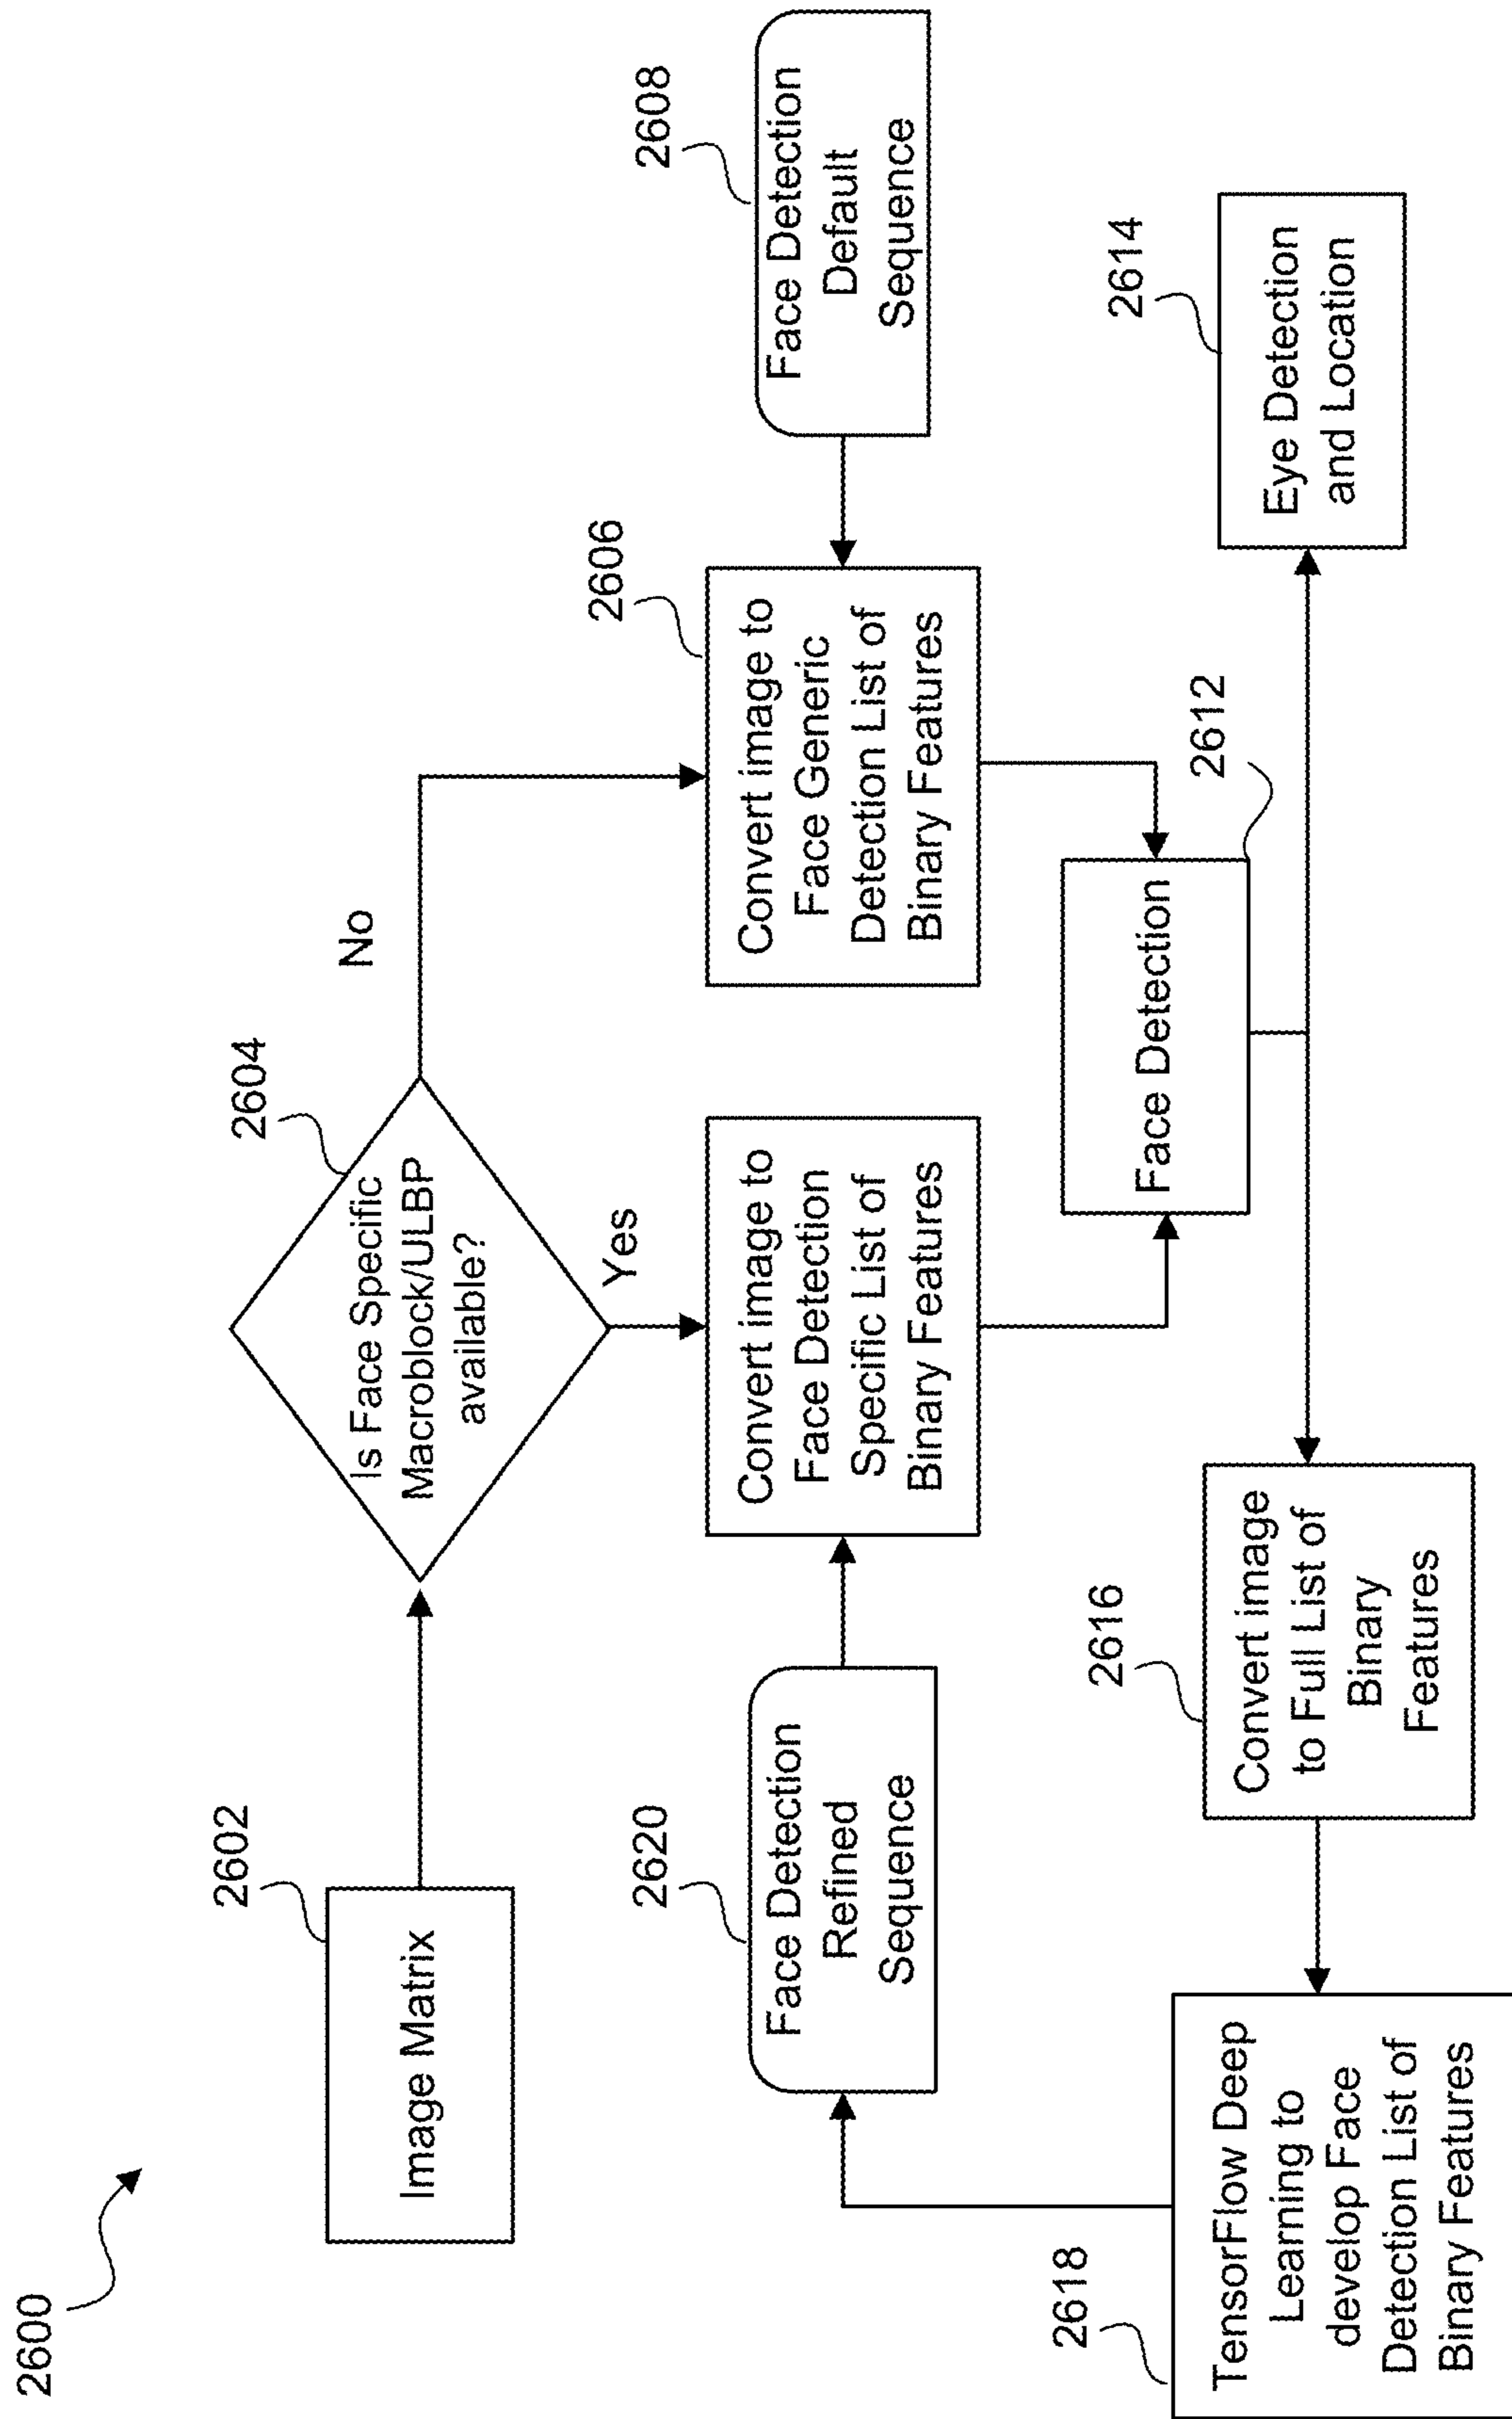 2600
2602
Image Matrix
2604
Is Face Specific
Macroblock/ULBP
available?
No
Yes
2620
Face Detection
Refined
Sequence
Convert image to
Face Detection
Specific List of
Binary Features
2606
Convert image to
Face Generic
Detection List of
Binary Features
2608
Face Detection
Default
Sequence
2612
Face Detection
2614
Eye Detection
and Location
2616
Convert image
to Full List of
Binary
Features
2618
TensorFlow Deep
Learning to
develop Face
Detection List of
Binary Features